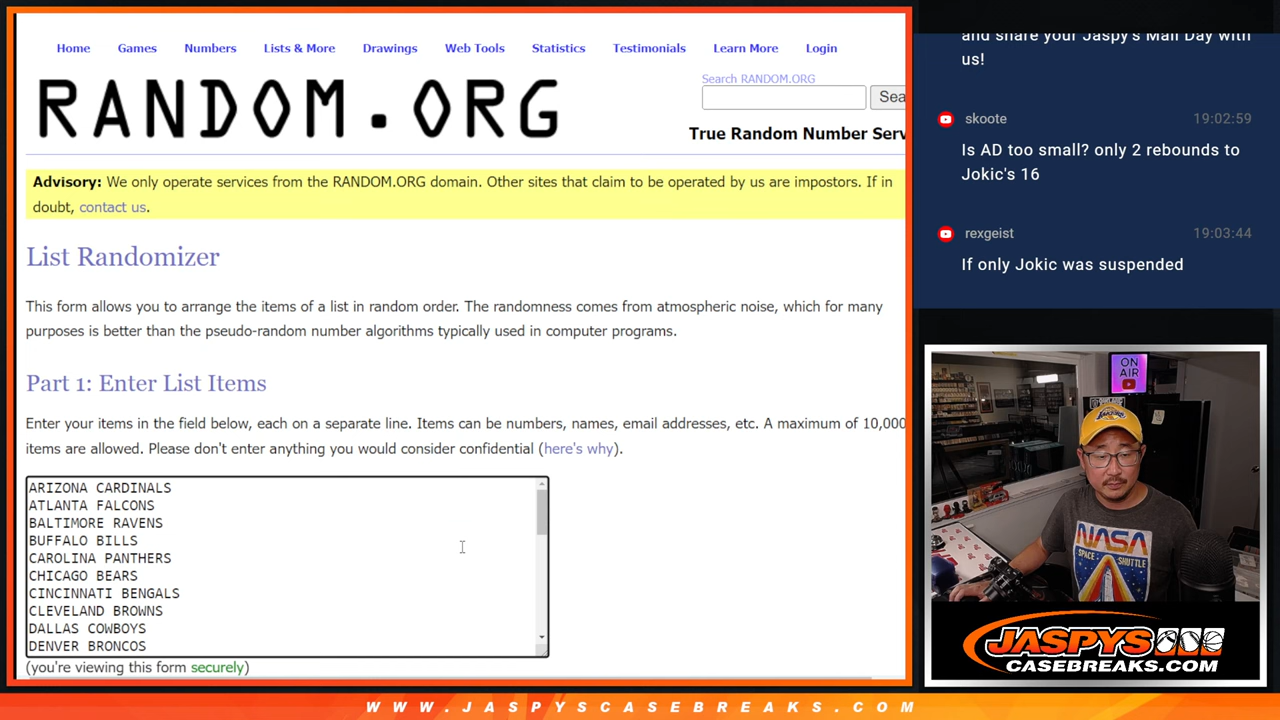 Home Games Numbers Lists & More Drawings Web Tools Statistics Testimonials Learn More Login
RANDOM.ORG
Search RANDOM.ORG
Sea
True Random Number Serv
Advisory: We only operate services from the RANDOM.ORG domain. Other sites that claim to be operated by us are impostors. If in
doubt, contact us.
List Randomizer
This form allows you to arrange the items of a list in random order. The randomness comes from atmospheric noise, which for many
purposes is better than the pseudo-random number algorithms typically used in computer programs.
Part 1: Enter List Items
Enter your items in the field below, each on a separate line. Items can be numbers, names, email addresses, etc. A maximum of 10,000
items are allowed. Please don't enter anything you would consider confidential (here's why).
ARIZONA CARDINALS
ATLANTA FALCONS
BALTIMORE RAVENS
BUFFALO BILLS
CAROLINA PANTHERS
CHICAGO BEARS
CINCINNATI BENGALS
CLEVELAND BROWNS
DALLAS COWBOYS
DENVER BRONCOS
(you're viewing this form securely)
and share your Jaspy's Mail Day with
us!
skoote 19:02:59
Is AD too small? only 2 rebounds to
Jokic's 16
rexgeist 19:03:44
If only Jokic was suspended
ON
AIR
NASA
SPACE SHUTTLE
JASPYS
CASEBREAKS.COM
WWW.JASPYSCASEBREAKS.COM